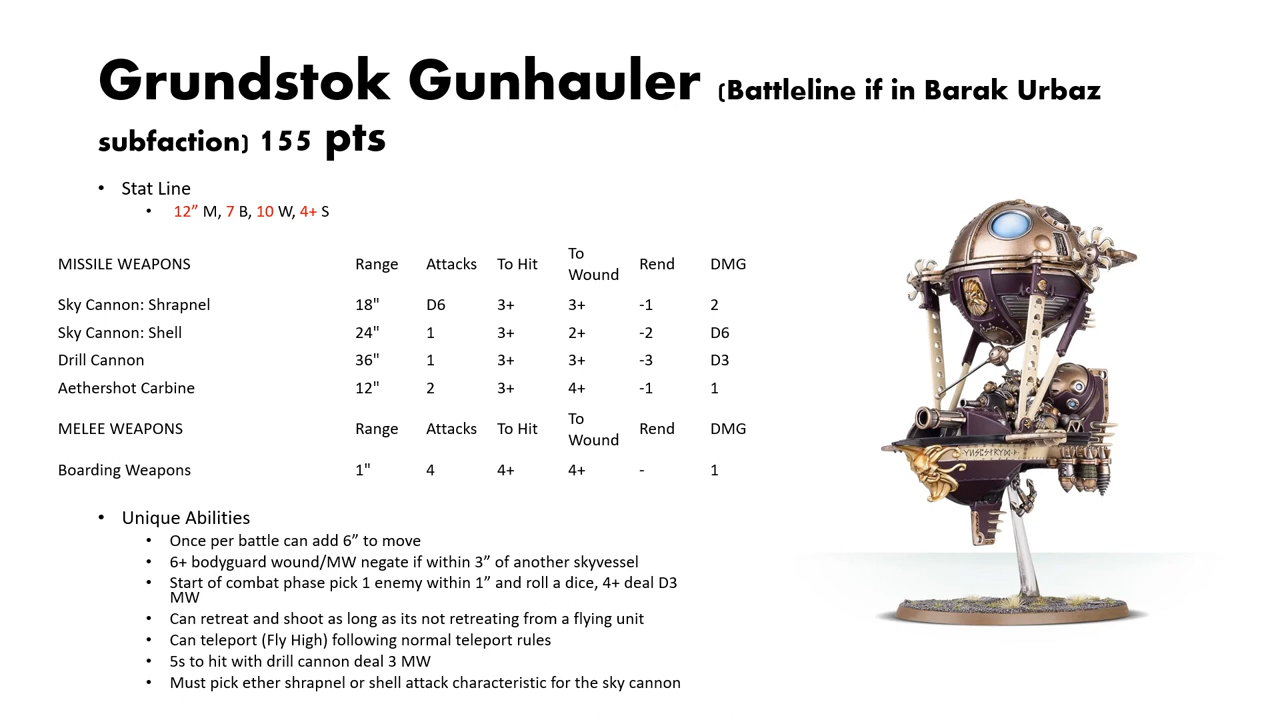 Grundstok Gunhauler (Battleline if in Barak Urbaz
subfaction) 155 pts
• Stat Line
• 12” M, 7 B, 10 W, 4+ S
MISSILE WEAPONS Range Attacks To Hit To Wound Rend DMG
Sky Cannon: Shrapnel 18" D6 3+ 3+ -1 2
Sky Cannon: Shell 24" 1 3+ 2+ -2 D6
Drill Cannon 36" 1 3+ 3+ -3 D3
Aethershot Carbine 12" 2 3+ 4+ -1 1
MELEE WEAPONS Range Attacks To Hit To Wound Rend DMG
Boarding Weapons 1" 4 4+ 4+ - 1
• Unique Abilities
• Once per battle can add 6” to move
• 6+ bodyguard wound/MW negate if within 3” of another skyvessel
• Start of combat phase pick 1 enemy within 1” and roll a dice, 4+ deal D3
MW
• Can retreat and shoot as long as its not retreating from a flying unit
• Can teleport (Fly High) following normal teleport rules
• 5s to hit with drill cannon deal 3 MW
• Must pick ether shrapnel or shell attack characteristic for the sky cannon